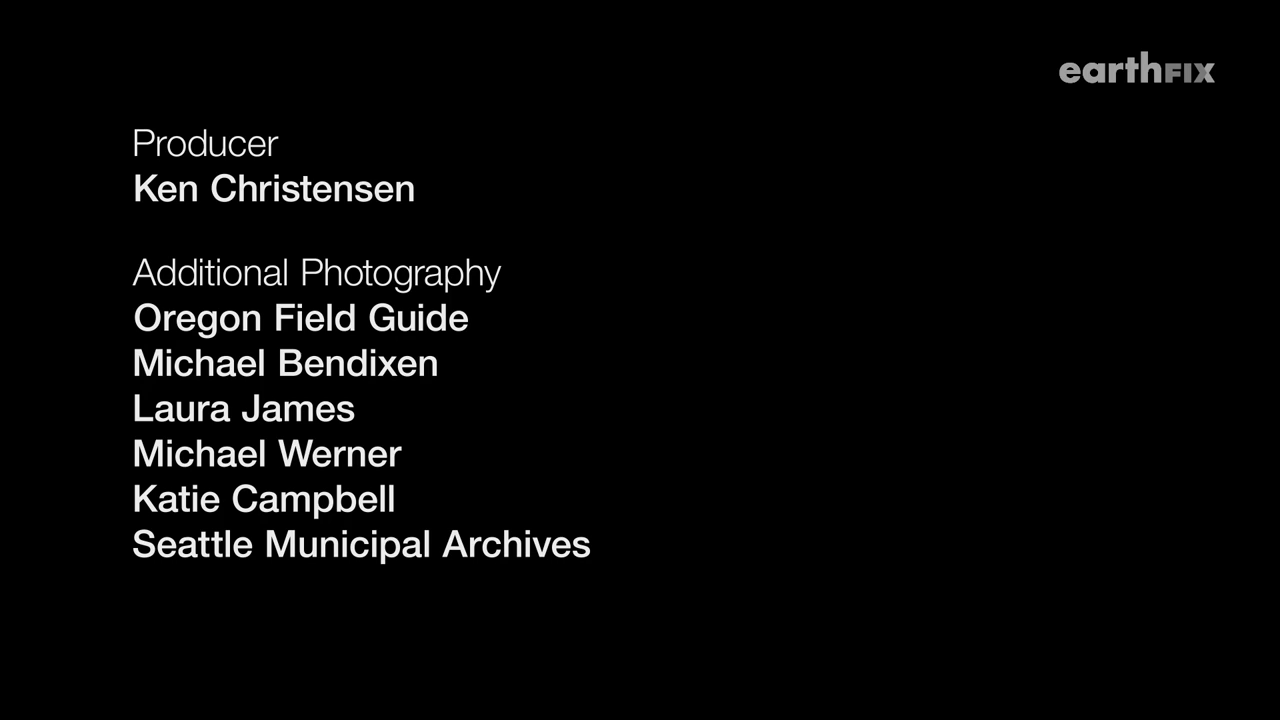 earthFIX
Producer
Ken Christensen
Additional Photography
Oregon Field Guide
Michael Bendixen
Laura James
Michael Werner
Katie Campbell
Seattle Municipal Archives